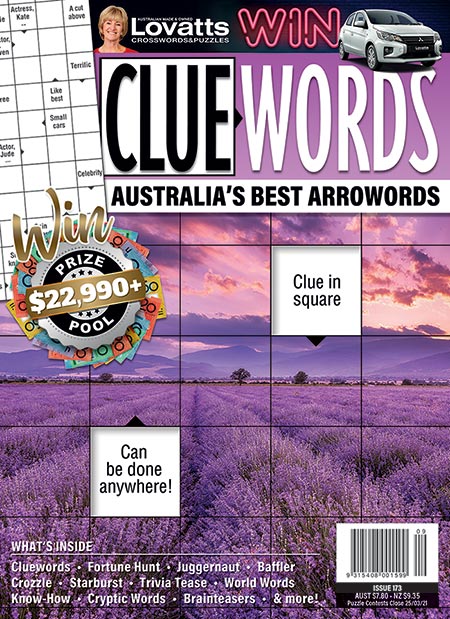 Actress,
Kate
A cut
above
Terrific
Like
best
Small
cars
Actor,
Jude
Celebrity
AUSTRALIAN MADE & OWNED
Lovatts
CROSSWORDS&PUZZLES
WIN
Lovatts
CLUEWORDS
AUSTRALIA'S BEST ARROWORDS
Win
PRIZE
$22,990+
POOL
Clue in
square
Can
be done
anywhere!
WHAT'S INSIDE
Cluewords • Fortune Hunt • Juggernaut • Baffler
Crozzle • Starburst • Trivia Tease • World Words
Know-How • Cryptic Words • Brainteasers • & more!
09
9 315408 001599
ISSUE 173
AUST $7.80 - NZ $9.35
Puzzle Contests Close 25/03/21